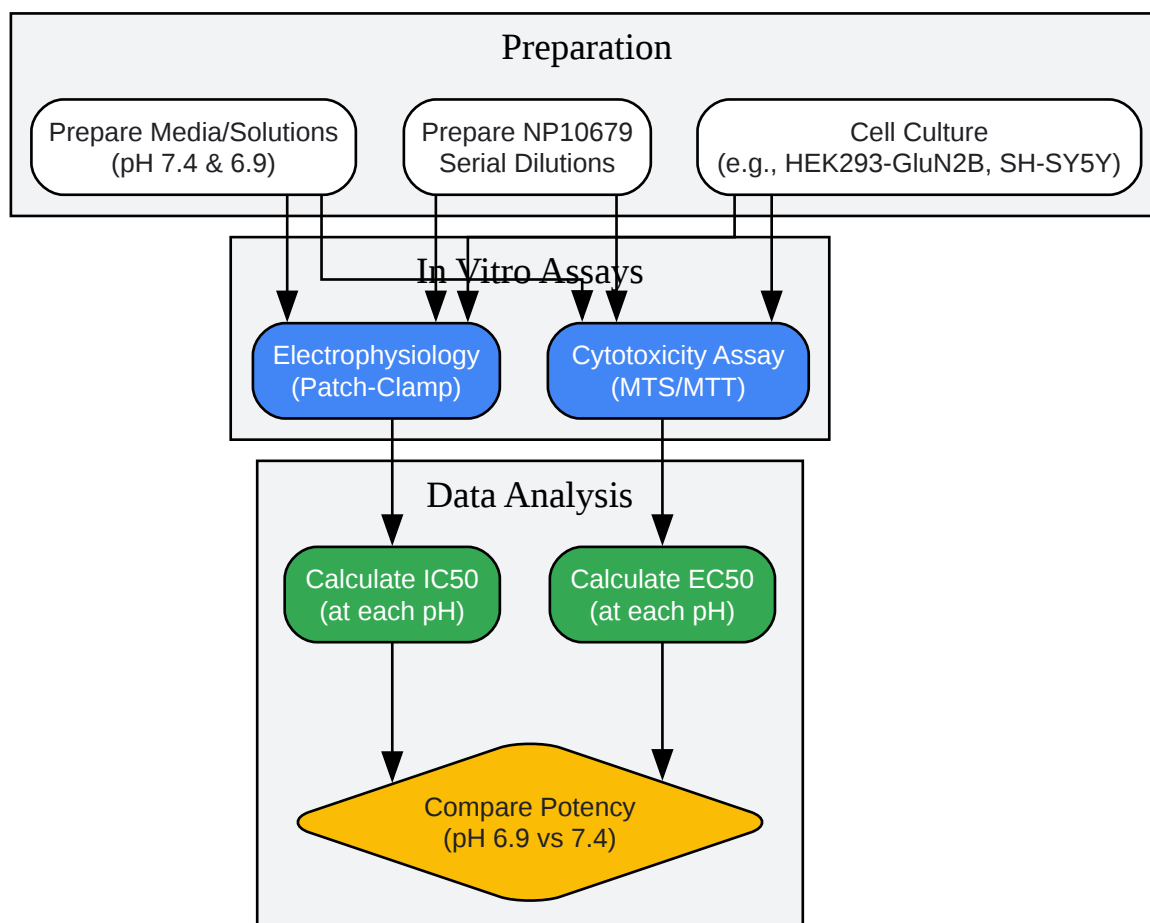 Preparation
Prepare Media/Solutions
(pH 7.4 & 6.9)
Prepare NP10679
Serial Dilutions
Cell Culture
(e.g., HEK293-GluN2B, SH-SY5Y)
In Vitro Assays
Electrophysiology
(Patch-Clamp)
Cytotoxicity Assay
(MTS/MTT)
Data Analysis
Calculate IC50
(at each pH)
Calculate EC50
(at each pH)
Compare Potency
(pH 6.9 vs 7.4)